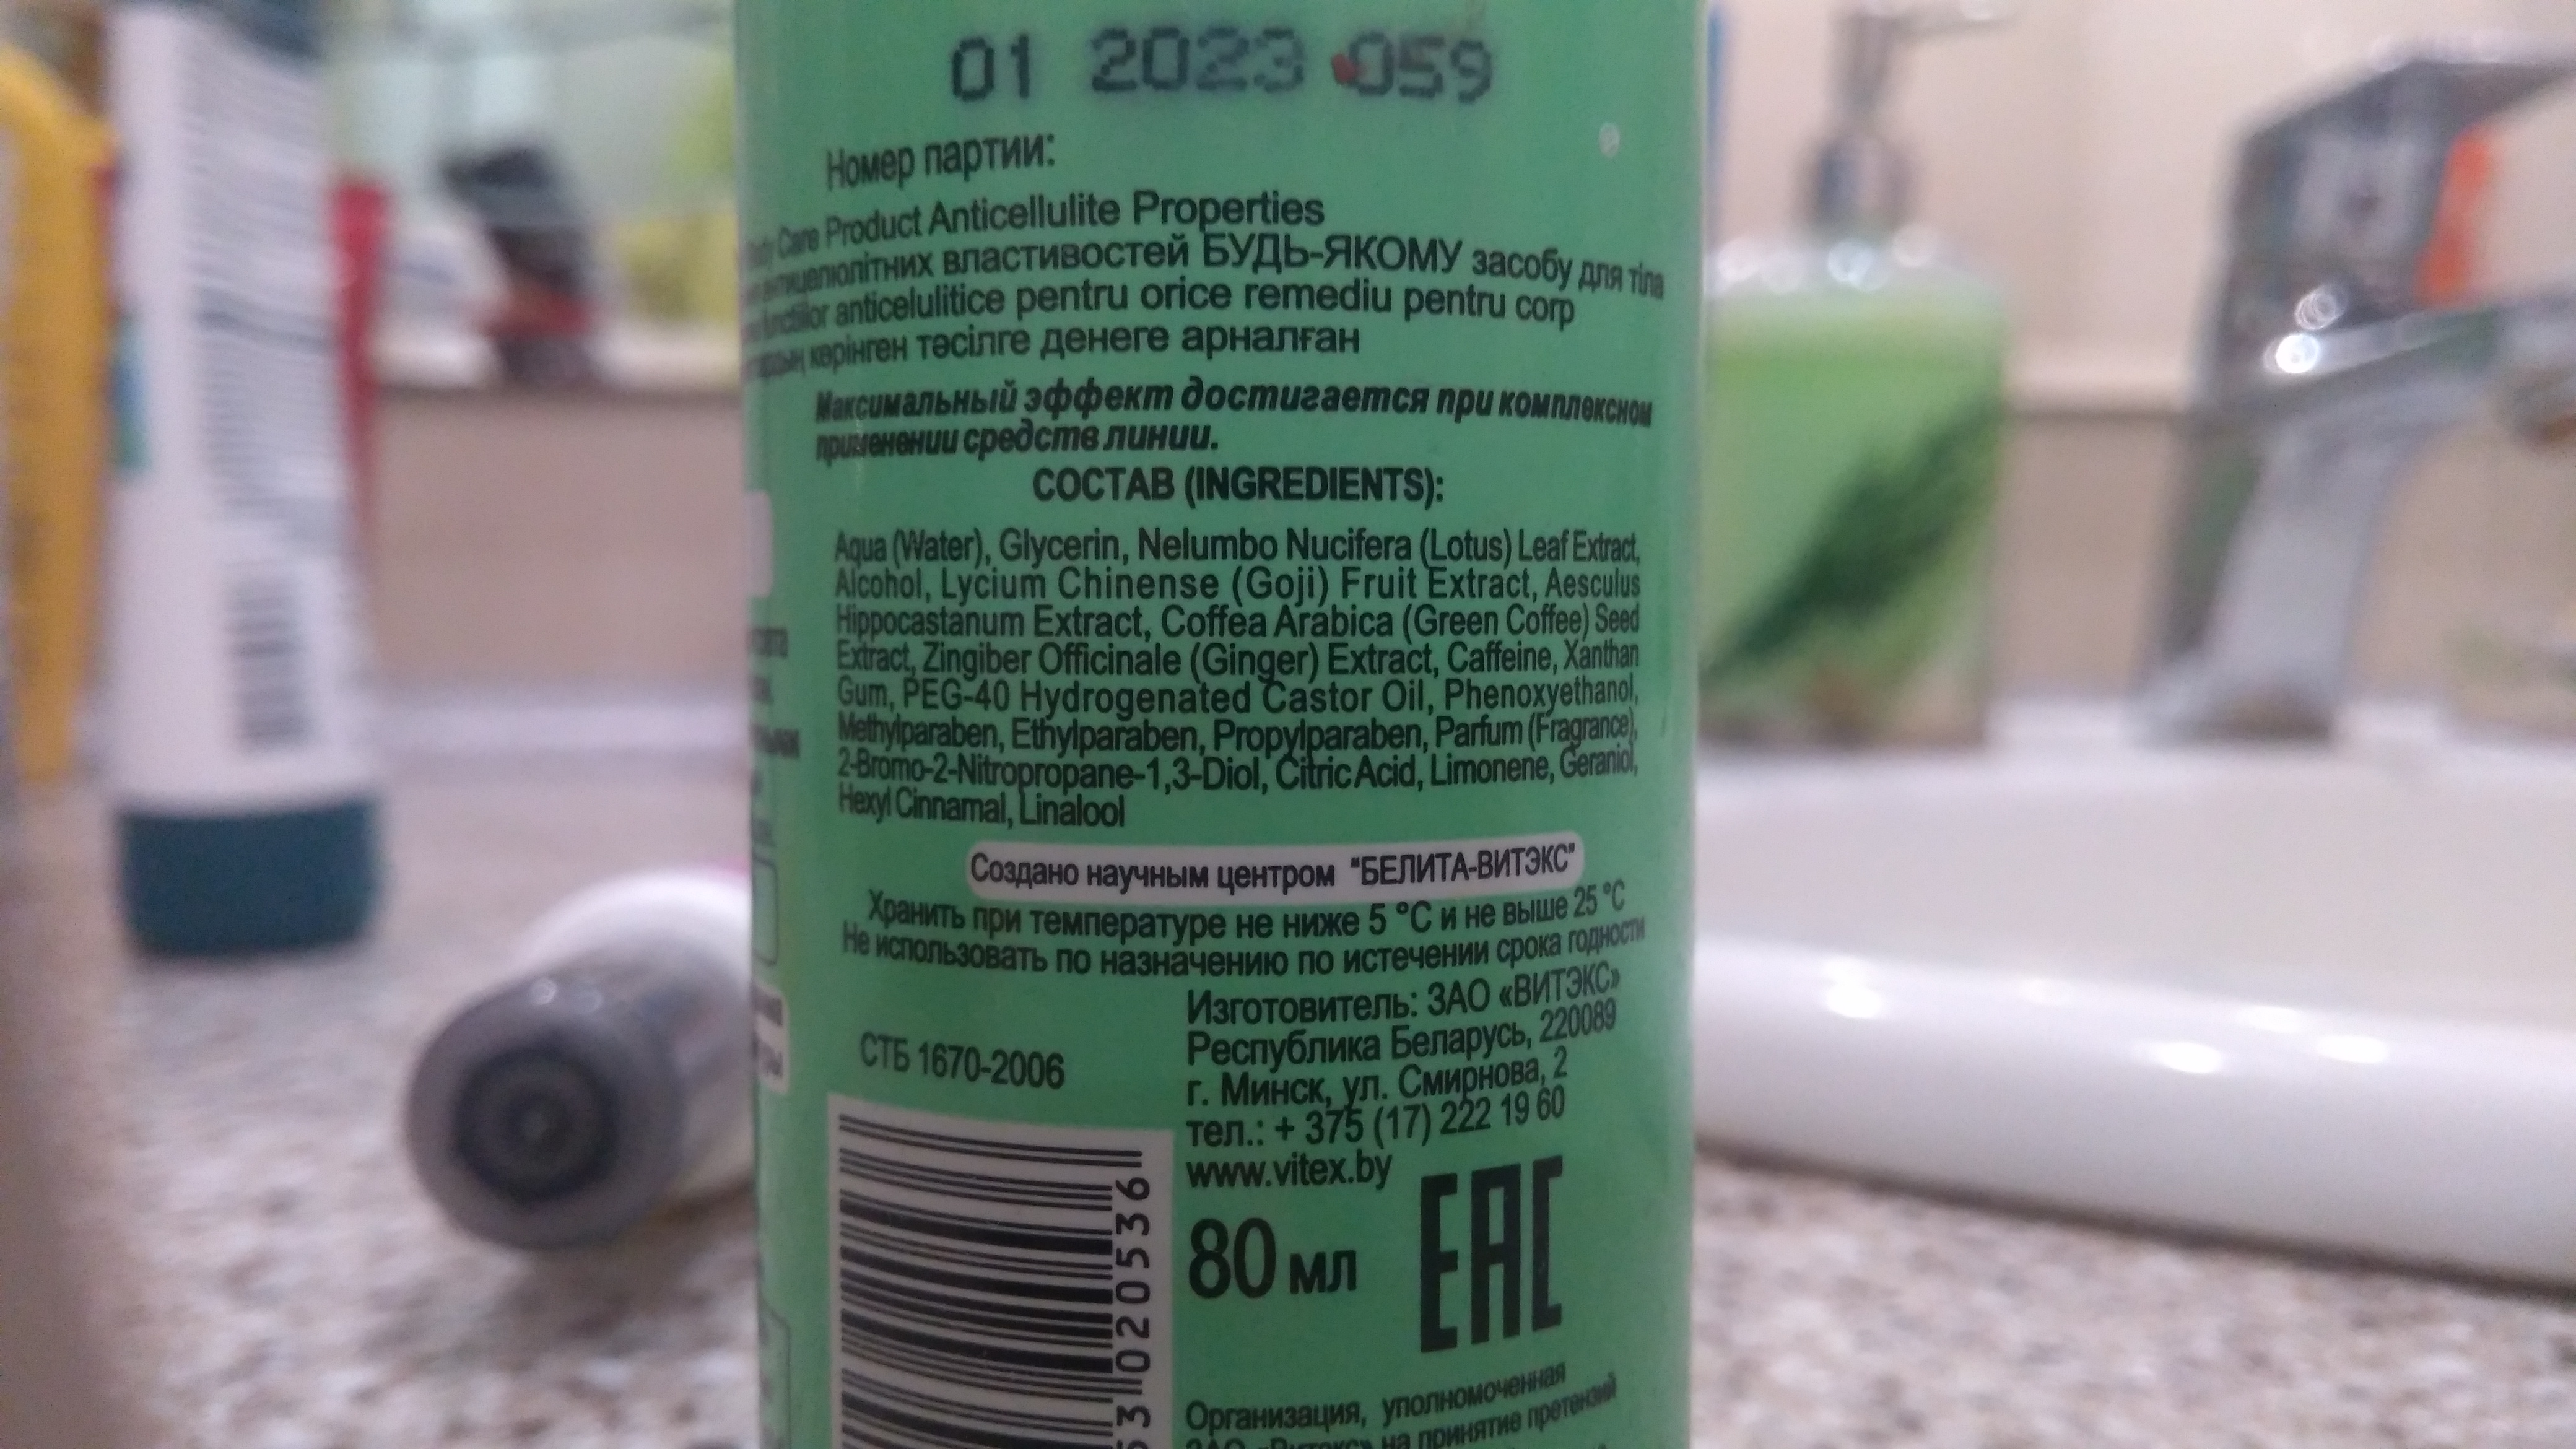 01 2023 059
Номер партии:
Care Product Anticellulite Properties
властивостей БУДЬ-ЯКОМУ засобу для тіла
anticelulitice pentru orice remediu pentru corp
көрінген тәсілге денеге арналған
Максимальный эффект достигается при комплексном
применении средств линии.
СОСТАВ (INGREDIENTS):
Aqua (Water), Glycerin, Nelumbo Nucifera (Lotus) Leaf Extract,
Alcohol, Lycium Chinense (Goji) Fruit Extract, Aesculus
Hippocastanum Extract, Coffea Arabica (Green Coffee) Seed
Extract, Zingiber Officinale (Ginger) Extract, Caffeine, Xanthan
Gum, PEG-40 Hydrogenated Castor Oil, Phenoxyethanol,
Methylparaben, Ethylparaben, Propylparaben, Parfum (Fragrance),
2-Bromo-2-Nitropropane-1,3-Diol, Citric Acid, Limonene, Geraniol,
Hexyl Cinnamal, Linalool
Создано научным центром "БЕЛИТА-ВИТЭКС"
Хранить при температуре не ниже 5 °C и не выше 25 °C
Не использовать по назначению по истечении срока годности
Изготовитель: ЗАО «ВИТЭКС»
Республика Беларусь, 220089
г. Минск, ул. Смирнова, 2
тел.: + 375 (17) 222 19 60
www.vitex.by
СТБ 1670-2006
80 мл
EAC
020536
Организация, уполномоченная
на принятие претензий